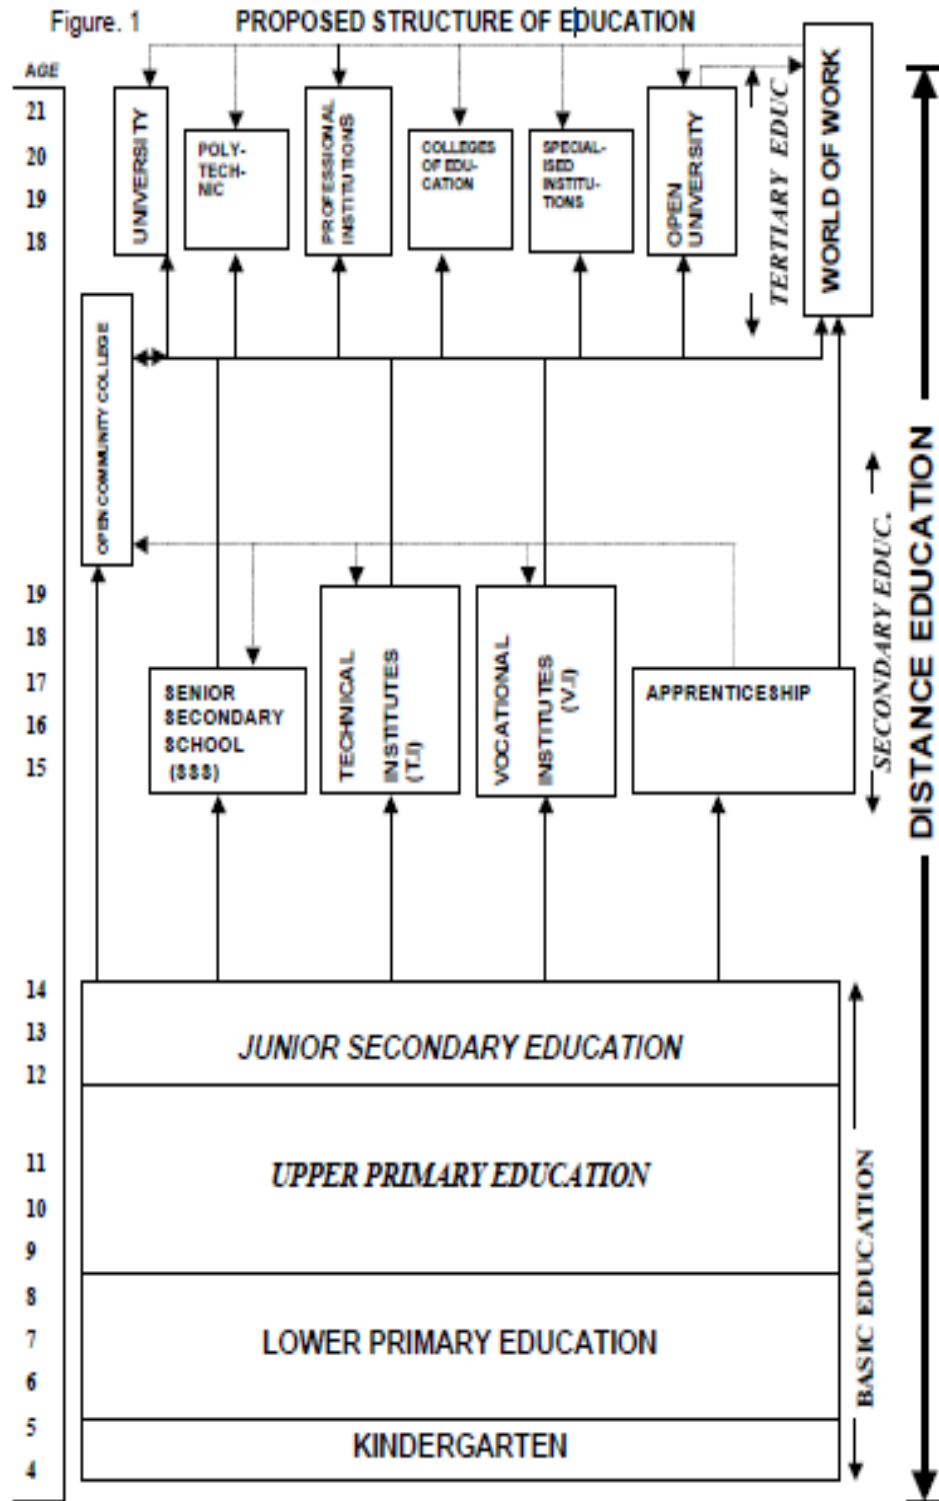 Figure. 1
PROPOSED STRUCTURE OF EDUCATION
AGE
21
20
19
18
UNIVERSITY
POLY-
TECH-
NIC
PROFESSIONAL
INSTITUTIONS
COLLEGES
OF EDU-
CATION
SPECIAL-
ISED
INSTITU-
TIONS
OPEN
UNIVERSITY
TERTIARY EDUC
WORLD OF WORK
OPEN COMMUNITY COLLEGE
19
18
17
16
15
SENIOR
SECONDARY
SCHOOL
(SSS)
TECHNICAL
INSTITUTES
(T.I)
VOCATIONAL
INSTITUTES
(V.I)
APPRENTICESHIP
SECONDARY EDUC.
DISTANCE EDUCATION
14
13
12
JUNIOR SECONDARY EDUCATION
11
10
9
UPPER PRIMARY EDUCATION
8
7
6
LOWER PRIMARY EDUCATION
5
4
KINDERGARTEN
BASIC EDUCATION